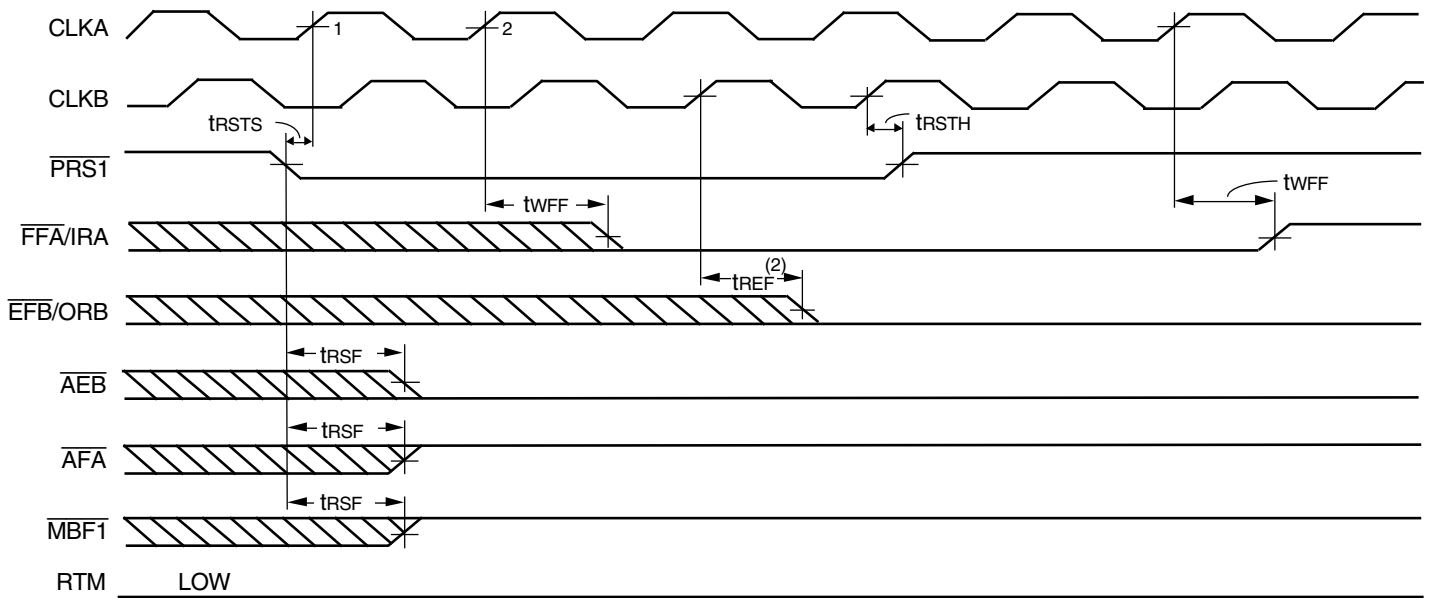 CLKA
1
2
CLKB
tRSTS
tRSTH
PRS1
tWFF
tWFF
FFA/IRA
tREF(2)
EFB/ORB
tRSF
AEB
tRSF
AFA
tRSF
MBF1
RTM LOW